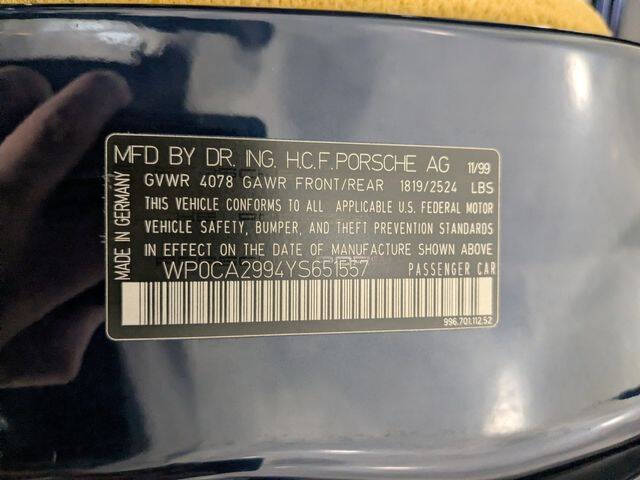 MFD BY DR. ING. H.C.F. PORSCHE AG 11/99
GVWR 4078 GAWR FRONT/REAR 1819/2524 LBS
THIS VEHICLE CONFORMS TO ALL APPLICABLE U.S. FEDERAL MOTOR
VEHICLE SAFETY, BUMPER, AND THEFT PREVENTION STANDARDS
IN EFFECT ON THE DATE OF MANUFACTURE SHOWN ABOVE.
WP0CA2994YS651557 PASSENGER CAR
996.701.112.52
MADE IN GERMANY